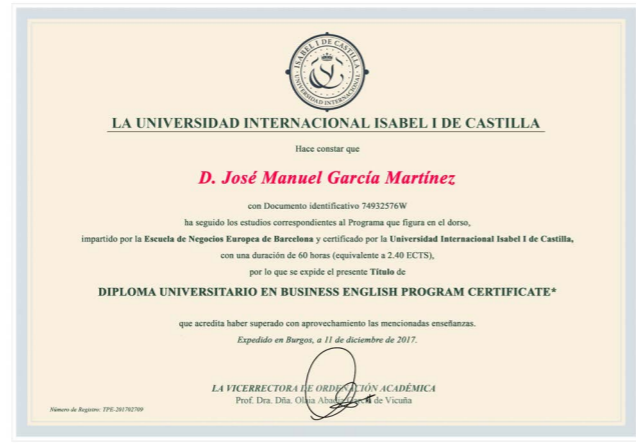 ISABEL I DE CASTILLA
UNIVERSIDAD INTERNACIONAL
LA UNIVERSIDAD INTERNACIONAL ISABEL I DE CASTILLA
Hace constar que
D. José Manuel García Martínez
con Documento identificativo 74932576W
ha seguido los estudios correspondientes al Programa que figura en el dorso,
impartido por la Escuela de Negocios Europea de Barcelona y certificado por la Universidad Internacional Isabel I de Castilla,
con una duración de 60 horas (equivalente a 2.40 ECTS),
por lo que se expide el presente Título de
DIPLOMA UNIVERSITARIO EN BUSINESS ENGLISH PROGRAM CERTIFICATE*
que acredita haber superado con aprovechamiento las mencionadas enseñanzas.
Expedido en Burgos, a 11 de diciembre de 2017.
LA VICERRECTORA DE ORDENACIÓN ACADÉMICA
Prof. Dra. Dña. Olaia Abadía García de Vicuña
Número de Registro: TPE-201702709